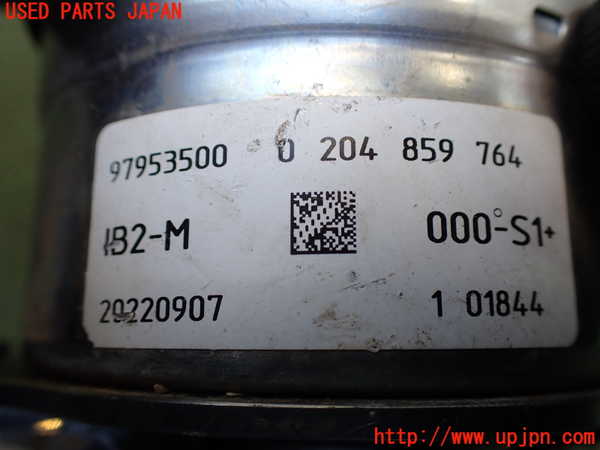 USED PARTS JAPAN
97953500 0 204 859 764
IB2-M 000°-S1+
20220907 1 01844
http://www.upjpn.com